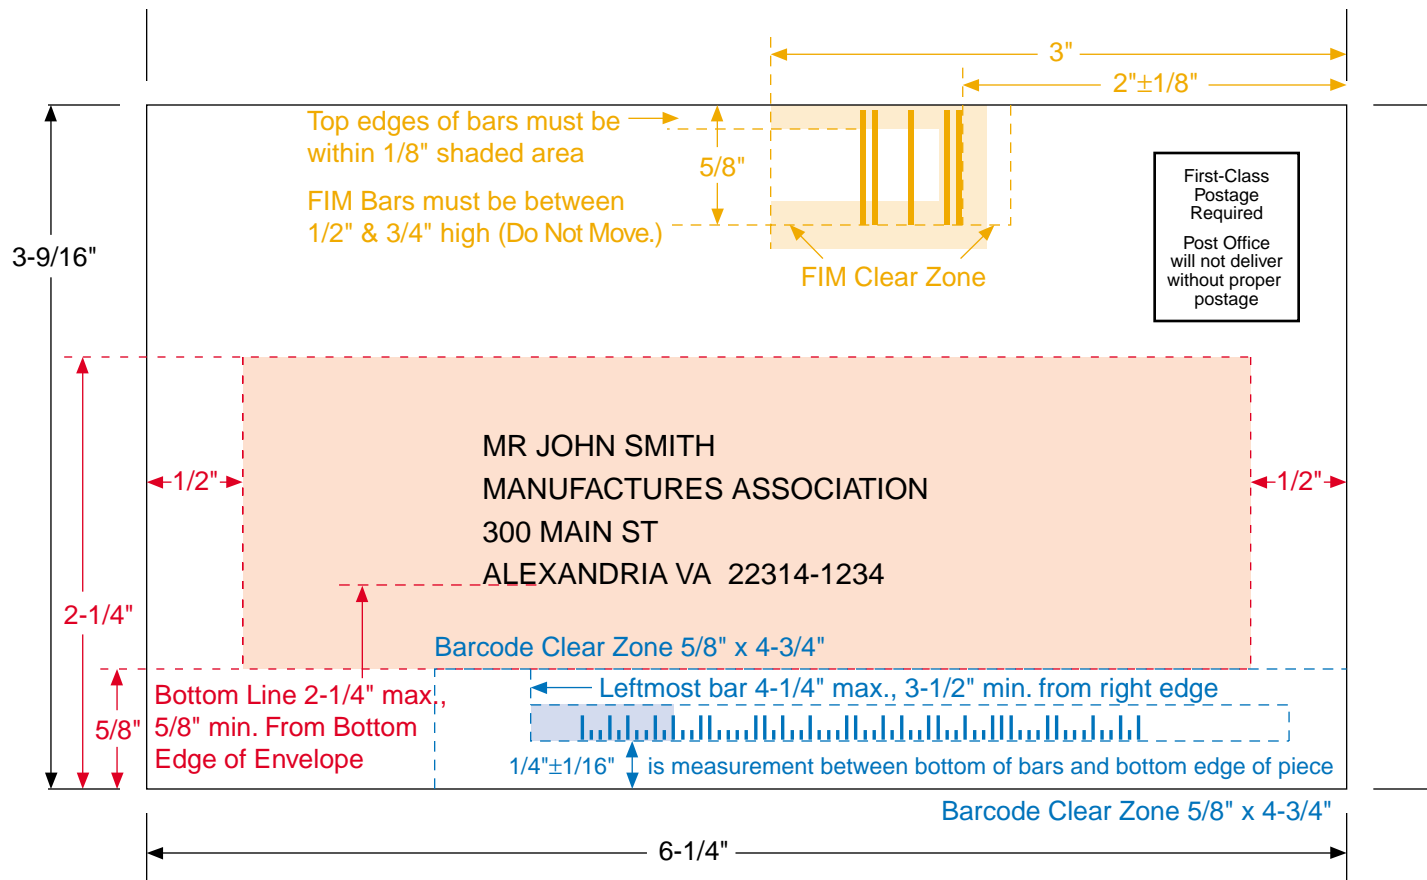 3"
2"±1/8"
Top edges of bars must be
within 1/8" shaded area
5/8"
FIM Bars must be between
1/2" & 3/4" high (Do Not Move.)
FIM Clear Zone
First-Class
Postage
Required
Post Office
will not deliver
without proper
postage
3-9/16"
1/2"
MR JOHN SMITH
MANUFACTURES ASSOCIATION
300 MAIN ST
ALEXANDRIA VA  22314-1234
1/2"
2-1/4"
Barcode Clear Zone 5/8" x 4-3/4"
Bottom Line 2-1/4" max.,
5/8" min. From Bottom
Edge of Envelope
5/8"
Leftmost bar 4-1/4" max., 3-1/2" min. from right edge
1/4"±1/16" is measurement between bottom of bars and bottom edge of piece
Barcode Clear Zone 5/8" x 4-3/4"
6-1/4"